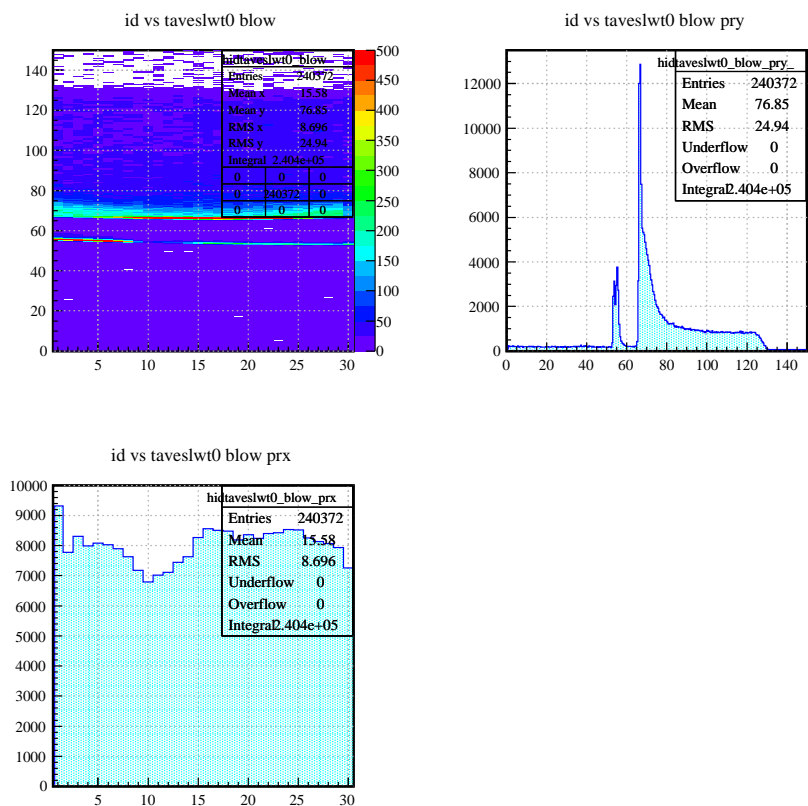 id vs taveslwt0 blow
hidtaveslwt0_blow
Entries 240372
Mean x 15.58
Mean y 76.85
RMS x 8.696
RMS y 24.94
Integral 2.404e+05
0 0 0
0 240372 0
0 0 0
140
120
100
80
60
40
20
0
5 10 15 20 25 30
500
450
400
350
300
250
200
150
100
50
0
id vs taveslwt0 blow pry
hidtaveslwt0_blow_pry_
Entries 240372
Mean 76.85
RMS 24.94
Underflow 0
Overflow 0
Integral2.404e+05
12000
10000
8000
6000
4000
2000
0
0 20 40 60 80 100 120 140
id vs taveslwt0 blow prx
hidtaveslwt0_blow_prx
Entries 240372
Mean 15.58
RMS 8.696
Underflow 0
Overflow 0
Integral2.404e+05
10000
9000
8000
7000
6000
5000
4000
3000
2000
1000
0
5 10 15 20 25 30